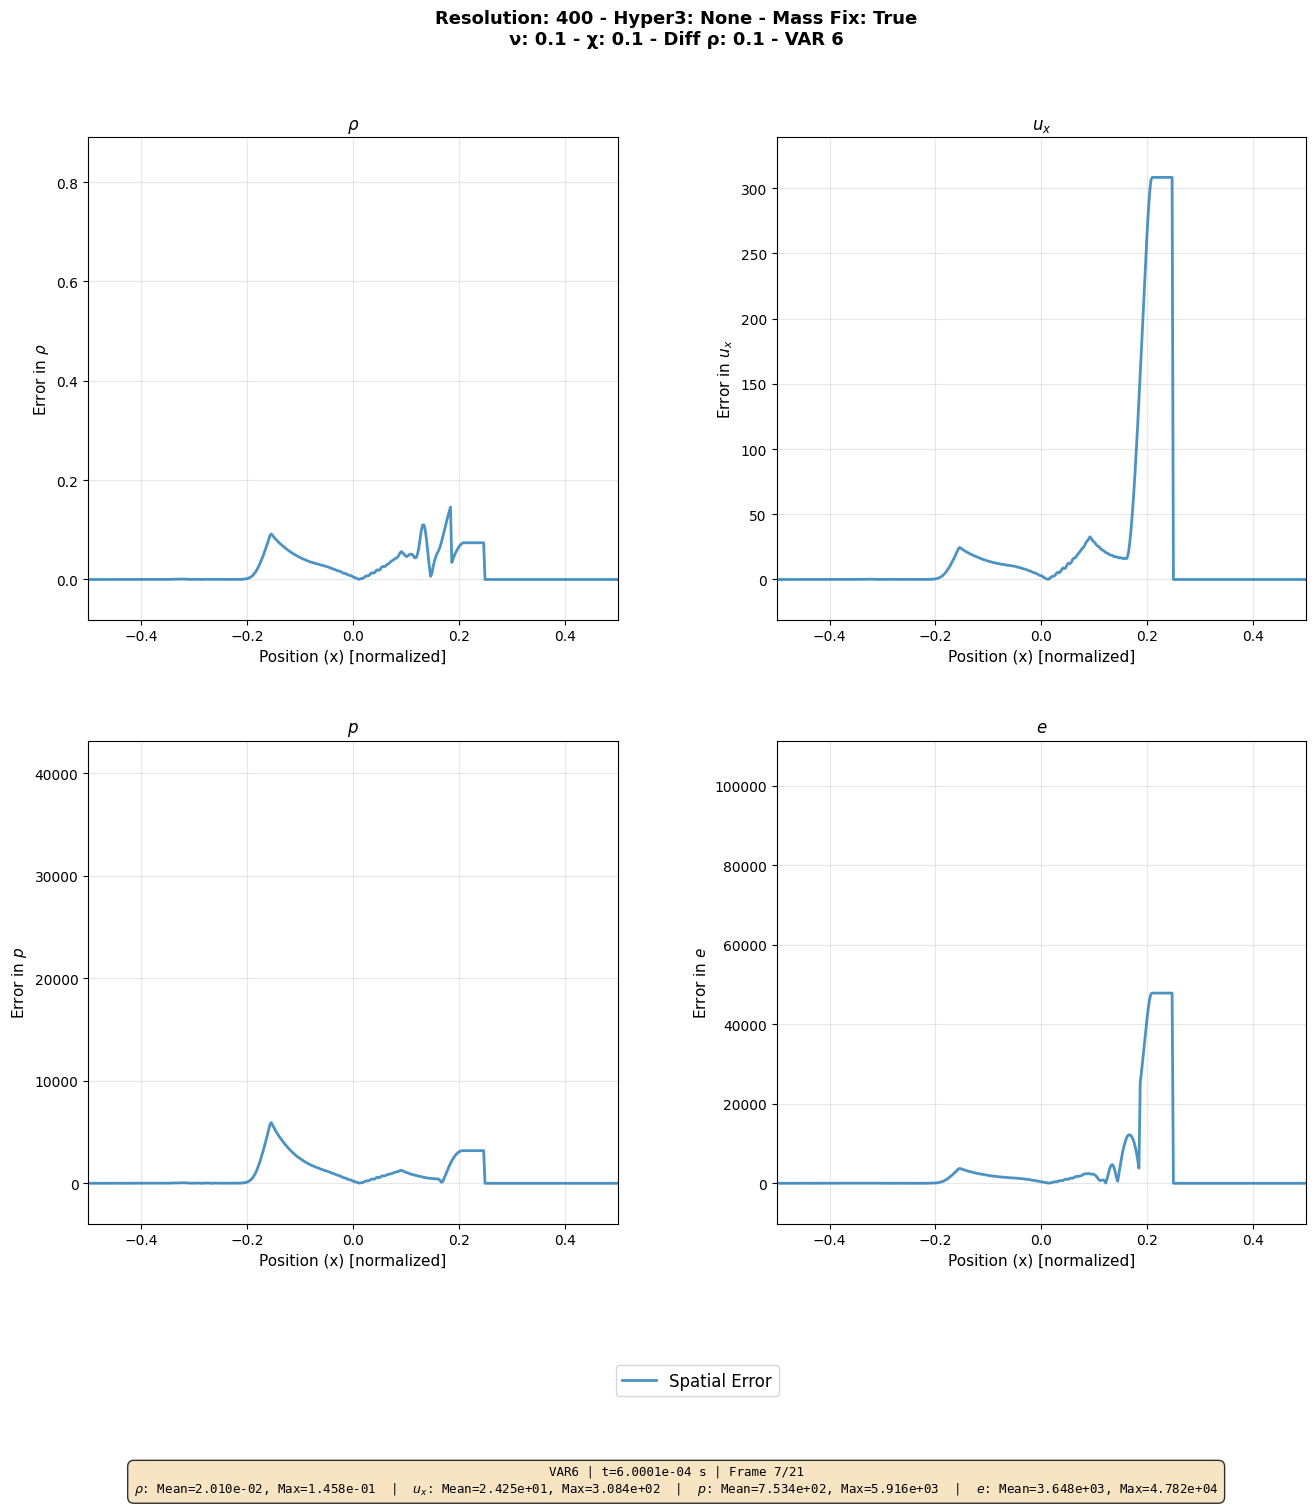 Resolution: 400 - Hyper3: None - Mass Fix: True
ν: 0.1 - χ: 0.1 - Diff ρ: 0.1 - VAR 6
ρ
Error in ρ
0.8
0.6
0.4
0.2
0.0
−0.4 −0.2 0.0 0.2 0.4
Position (x) [normalized]
u_x
Error in u_x
300
250
200
150
100
50
0
−0.4 −0.2 0.0 0.2 0.4
Position (x) [normalized]
p
Error in p
40000
30000
20000
10000
0
−0.4 −0.2 0.0 0.2 0.4
Position (x) [normalized]
e
Error in e
100000
80000
60000
40000
20000
0
−0.4 −0.2 0.0 0.2 0.4
Position (x) [normalized]
Spatial Error
VAR6 | t=6.0001e-04 s | Frame 7/21
ρ: Mean=2.010e-02, Max=1.458e-01 | u_x: Mean=2.425e+01, Max=3.084e+02 | p: Mean=7.534e+02, Max=5.916e+03 | e: Mean=3.648e+03, Max=4.782e+04